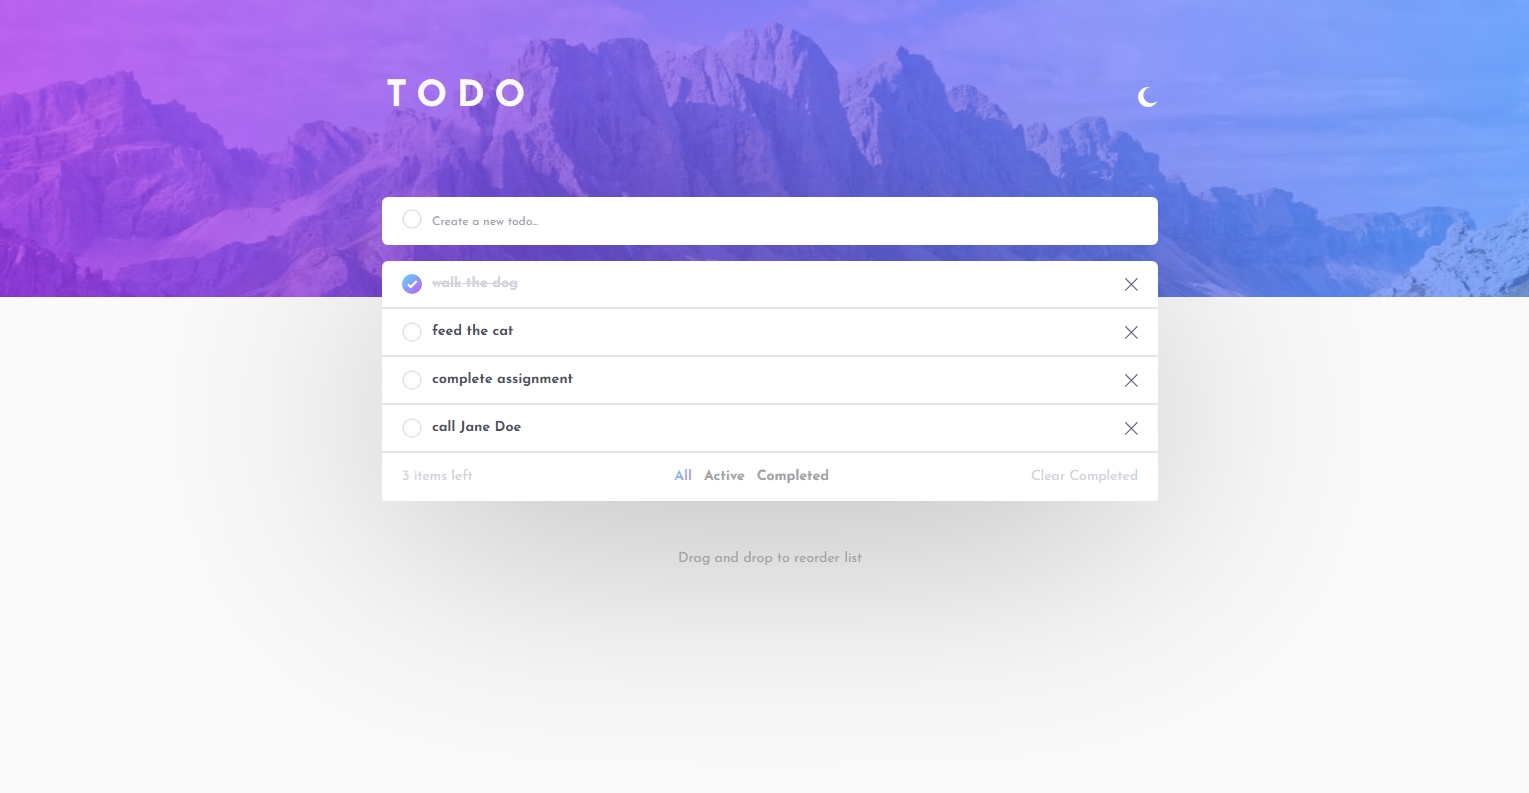 TODO
Create a new todo...
walk the dog
feed the cat
complete assignment
call Jane Doe
3 items left All Active Completed Clear Completed
Drag and drop to reorder list